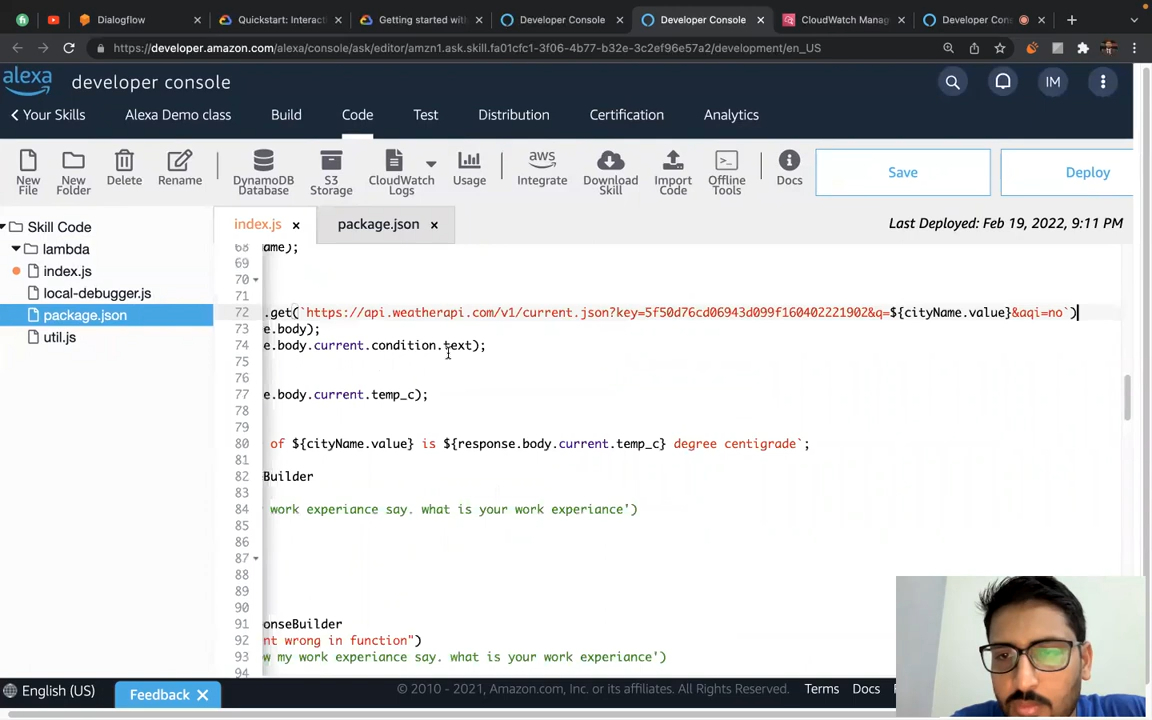 Dialogflow
Quickstart: Interac
Getting started with
Developer Console
Developer Console
CloudWatch Mana
Developer Con
https://developer.amazon.com/alexa/console/ask/editor/amzn1.ask.skill.fa01cfc1-3f06-4b77-b32e-3c2ef96e57a2/development/en_US
alexa developer console
IM
Your Skills
Alexa Demo class
Build
Code
Test
Distribution
Certification
Analytics
New File
New Folder
Delete
Rename
DynamoDB Database
S3 Storage
CloudWatch Logs
Usage
aws
Integrate
Download Skill
Import Code
Offline Tools
Docs
Save
Deploy
Skill Code
lambda
index.js
local-debugger.js
package.json
util.js
index.js
package.json
Last Deployed: Feb 19, 2022, 9:11 PM
68 ame);
69
70
71
72 .get(`https://api.weatherapi.com/v1/current.json?key=5f50d76cd06943d099f160402221902&q=${cityName.value}&aqi=no`)
73 e.body);
74 e.body.current.condition.text);
75
76
77 e.body.current.temp_c);
78
79
80 of ${cityName.value} is ${response.body.current.temp_c} degree centigrade`;
81
82 Builder
83
84 work experiance say. what is your work experiance')
85
86
87
88
89
90
91 onseBuilder
92 nt wrong in function")
93 w my work experiance say. what is your work experiance')
94
English (US)
Feedback
© 2010 - 2021, Amazon.com, Inc. or its affiliates. All Rights Reserved.
Terms
Docs